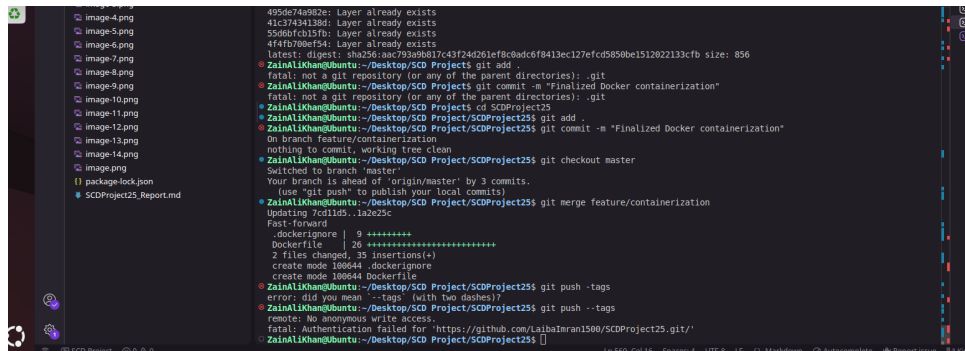 image-4.png
image-5.png
image-6.png
image-7.png
image-8.png
image-9.png
image-10.png
image-11.png
image-12.png
image-13.png
image-14.png
image.png
{} package-lock.json
SCDProject25_Report.md
495de74a982e: Layer already exists
41c37434138d: Layer already exists
55d6bfcb15fb: Layer already exists
4f4fb700ef54: Layer already exists
latest: digest: sha256:aac793a9b817c43f24d261ef8c0adc6f8413ec127efcd5850be1512022133cfb size: 856
ZainAliKhan@Ubuntu:~/Desktop/SCD Project$ git add .
fatal: not a git repository (or any of the parent directories): .git
ZainAliKhan@Ubuntu:~/Desktop/SCD Project$ git commit -m "Finalized Docker containerization"
fatal: not a git repository (or any of the parent directories): .git
ZainAliKhan@Ubuntu:~/Desktop/SCD Project$ cd SCDProject25
ZainAliKhan@Ubuntu:~/Desktop/SCD Project/SCDProject25$ git add .
ZainAliKhan@Ubuntu:~/Desktop/SCD Project/SCDProject25$ git commit -m "Finalized Docker containerization"
On branch feature/containerization
nothing to commit, working tree clean
ZainAliKhan@Ubuntu:~/Desktop/SCD Project/SCDProject25$ git checkout master
Switched to branch 'master'
Your branch is ahead of 'origin/master' by 3 commits.
(use "git push" to publish your local commits)
ZainAliKhan@Ubuntu:~/Desktop/SCD Project/SCDProject25$ git merge feature/containerization
Updating 7cd11d5..1a2e25c
Fast-forward
.dockerignore | 9 +++++++++
Dockerfile | 26 ++++++++++++++++++++++++++
2 files changed, 35 insertions(+)
create mode 100644 .dockerignore
create mode 100644 Dockerfile
ZainAliKhan@Ubuntu:~/Desktop/SCD Project/SCDProject25$ git push -tags
error: did you mean `--tags` (with two dashes)?
ZainAliKhan@Ubuntu:~/Desktop/SCD Project/SCDProject25$ git push --tags
remote: No anonymous write access.
fatal: Authentication failed for 'https://github.com/LaibaImran1500/SCDProject25.git/'
ZainAliKhan@Ubuntu:~/Desktop/SCD Project/SCDProject25$